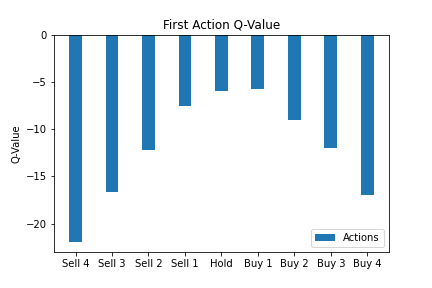 First Action Q-Value
0
−5
−10
−15
−20
Q-Value
Sell 4 Sell 3 Sell 2 Sell 1 Hold Buy 1 Buy 2 Buy 3 Buy 4
Actions